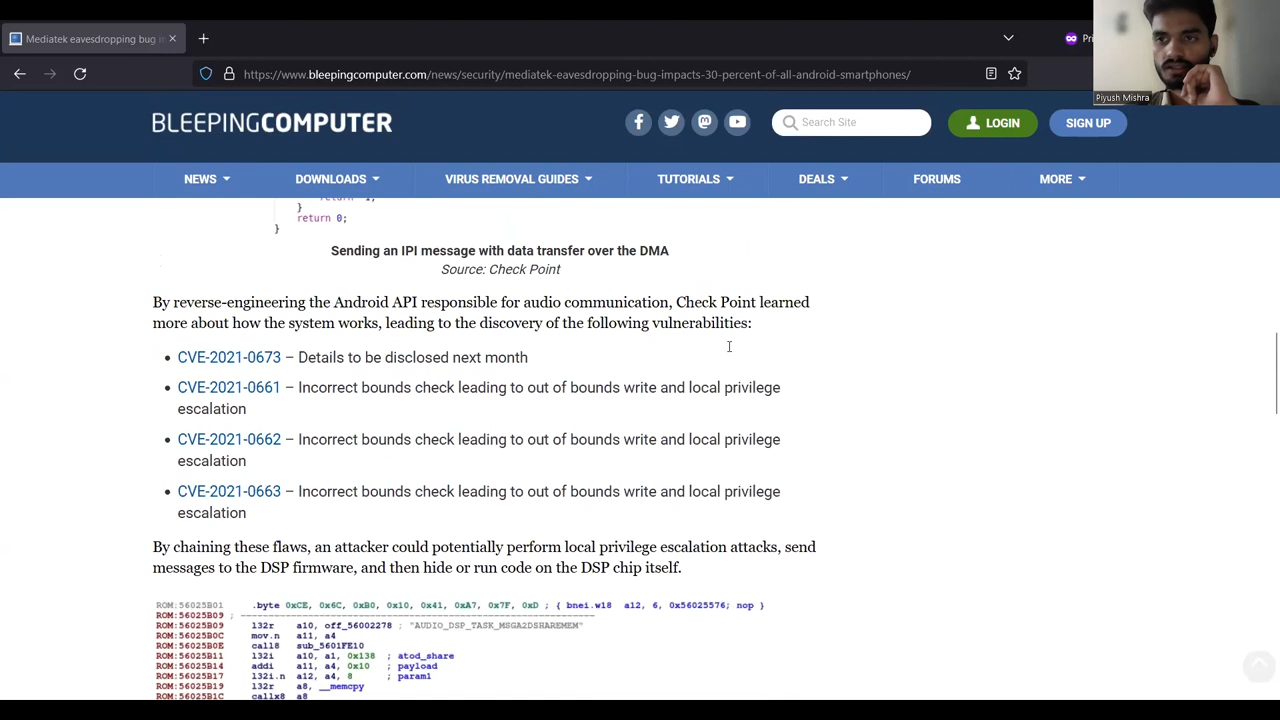 Mediatek eavesdropping bug i
Pri
https://www.bleepingcomputer.com/news/security/mediatek-eavesdropping-bug-impacts-30-percent-of-all-android-smartphones/
Piyush Mishra
BLEEPINGCOMPUTER
Search Site
LOGIN
SIGN UP
NEWS
DOWNLOADS
VIRUS REMOVAL GUIDES
TUTORIALS
DEALS
FORUMS
MORE
}
return 0;
}
Sending an IPI message with data transfer over the DMA
Source: Check Point
By reverse-engineering the Android API responsible for audio communication, Check Point learned
more about how the system works, leading to the discovery of the following vulnerabilities:
• CVE-2021-0673 – Details to be disclosed next month
• CVE-2021-0661 – Incorrect bounds check leading to out of bounds write and local privilege
escalation
• CVE-2021-0662 – Incorrect bounds check leading to out of bounds write and local privilege
escalation
• CVE-2021-0663 – Incorrect bounds check leading to out of bounds write and local privilege
escalation
By chaining these flaws, an attacker could potentially perform local privilege escalation attacks, send
messages to the DSP firmware, and then hide or run code on the DSP chip itself.
ROM:56025B01 .byte 0xCE, 0x6C, 0xB0, 0x10, 0x41, 0xA7, 0x7F, 0xD ; { bnei.w18 a12, 6, 0x56025576; nop }
ROM:56025B09 ; ---------------------------------------------------------------------------
ROM:56025B09 l32r a10, off_56002278 ; "AUDIO_DSP_TASK_MSGA2DSHAREMEM"
ROM:56025B0C mov.n a11, a4
ROM:56025B0E call8 sub_5601FE10
ROM:56025B11 l32i a10, a1, 0x138 ; atod_share
ROM:56025B14 addi a11, a4, 0x10 ; payload
ROM:56025B17 l32i.n a12, a4, 8 ; param1
ROM:56025B19 l32r a8, __memcpy
ROM:56025B1C callx8 a8